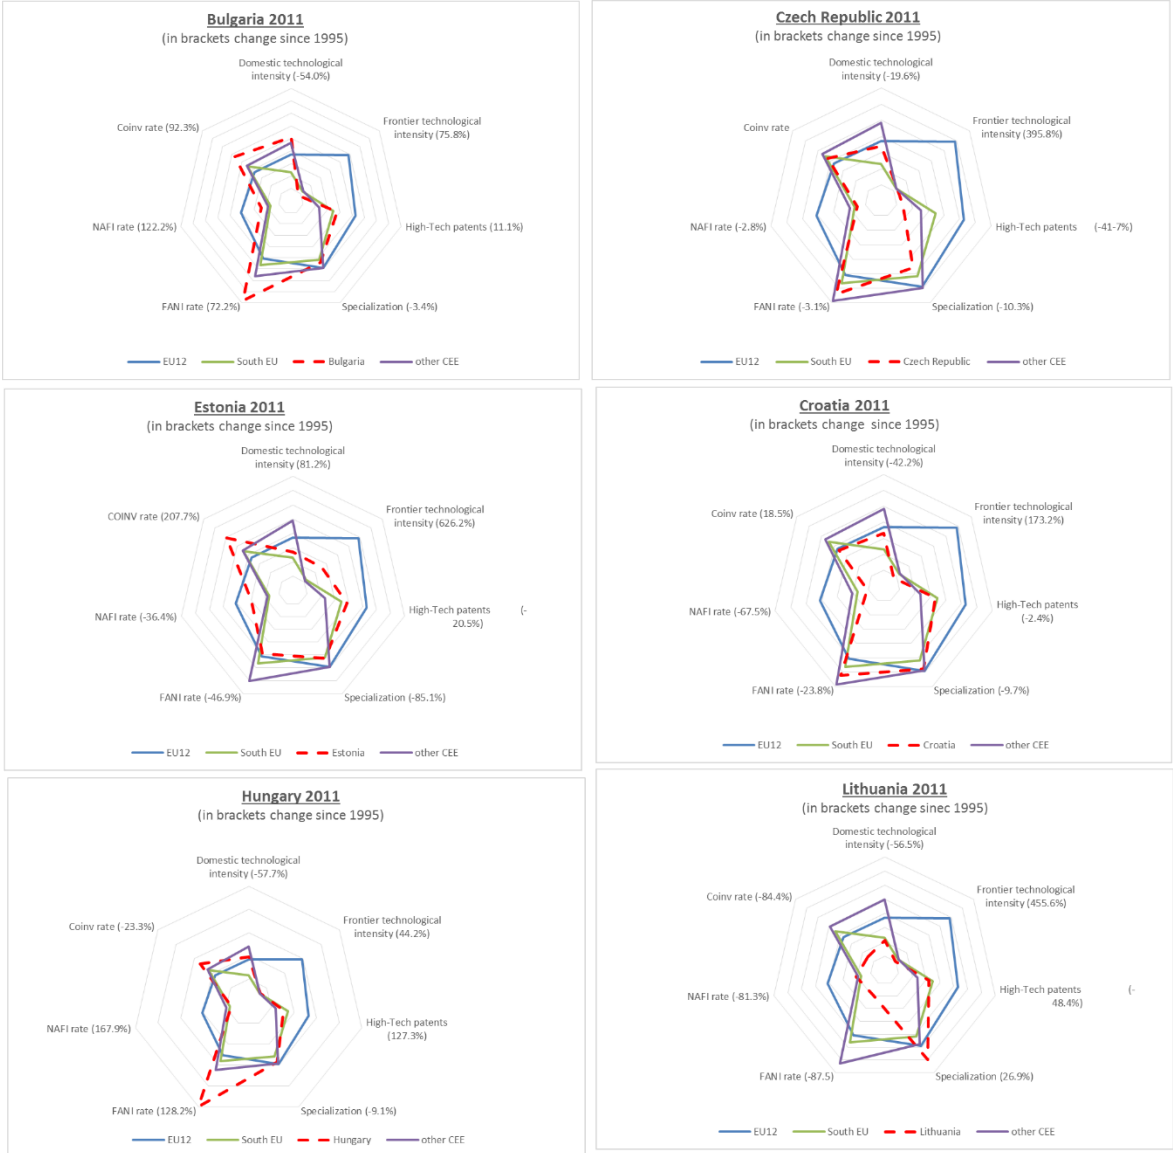 Bulgaria 2011
(in brackets change since 1995)
Domestic technological
intensity (-54.0%)
Coinv rate (92.3%)
Frontier technological
intensity (75.8%)
NAFI rate (122.2%)
High-Tech patents (11.1%)
FANI rate (72.2%)
Specialization (-3.4%)
EU12 South EU Bulgaria other CEE
Czech Republic 2011
(in brackets change since 1995)
Domestic technological
intensity (-19.6%)
Coinv rate
Frontier technological
intensity (395.8%)
NAFI rate (-2.8%)
High-Tech patents (-41-7%)
FANI rate (-3.1%)
Specialization (-10.3%)
EU12 South EU Czech Republic other CEE
Estonia 2011
(in brackets change since 1995)
Domestic technological
intensity (81.2%)
COINV rate (207.7%)
Frontier technological
intensity (626.2%)
NAFI rate (-36.4%)
High-Tech patents (-
20.5%)
FANI rate (-46.9%)
Specialization (-85.1%)
EU12 South EU Estonia other CEE
Croatia 2011
(in brackets change since 1995)
Domestic technological
intensity (-42.2%)
Coinv rate (18.5%)
Frontier technological
intensity (173.2%)
NAFI rate (-67.5%)
High-Tech patents
(-2.4%)
FANI rate (-23.8%)
Specialization (-9.7%)
EU12 South EU Croatia other CEE
Hungary 2011
(in brackets change since 1995)
Domestic technological
intensity (-57.7%)
Coinv rate (-23.3%)
Frontier technological
intensity (44.2%)
NAFI rate (167.9%)
High-Tech patents
(127.3%)
FANI rate (128.2%)
Specialization (-9.1%)
EU12 South EU Hungary other CEE
Lithuania 2011
(in brackets change sinec 1995)
Domestic technological
intensity (-56.5%)
Coinv rate (-84.4%)
Frontier technological
intensity (455.6%)
NAFI rate (-81.3%)
High-Tech patents (-
48.4%)
FANI rate (-87.5)
Specialization (26.9%)
EU12 South EU Lithuania other CEE